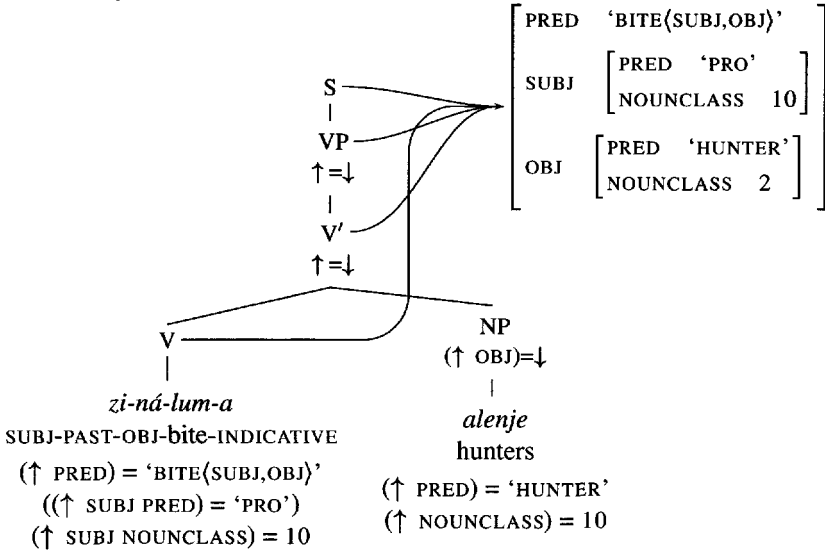 PRED ‘BITE⟨SUBJ,OBJ⟩’
SUBJ
PRED ‘PRO’
NOUNCLASS 10
OBJ
PRED ‘HUNTER’
NOUNCLASS 2
S
VP
↑=↓
V′
↑=↓
V
NP
(↑ OBJ)=↓
zi-ná-lum-a
SUBJ-PAST-OBJ-bite-INDICATIVE
(↑ PRED) = ‘BITE⟨SUBJ,OBJ⟩’
((↑ SUBJ PRED) = ‘PRO’)
(↑ SUBJ NOUNCLASS) = 10
alenje
hunters
(↑ PRED) = ‘HUNTER’
(↑ NOUNCLASS) = 10